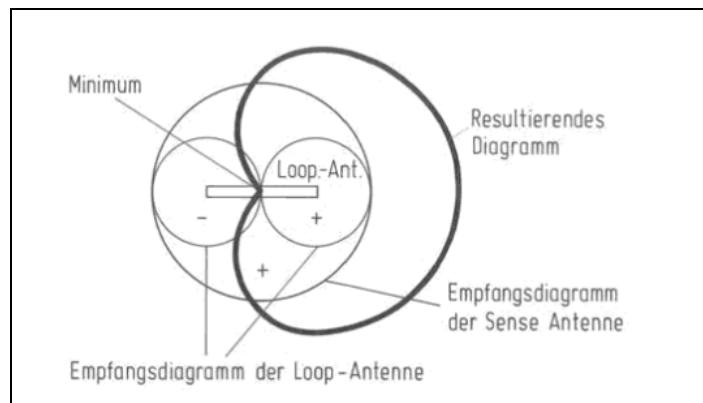 Minimum
Resultierendes
Diagramm
Loop.-Ant.
-
+
+
Empfangsdiagramm
der Sense Antenne
Empfangsdiagramm der Loop-Antenne